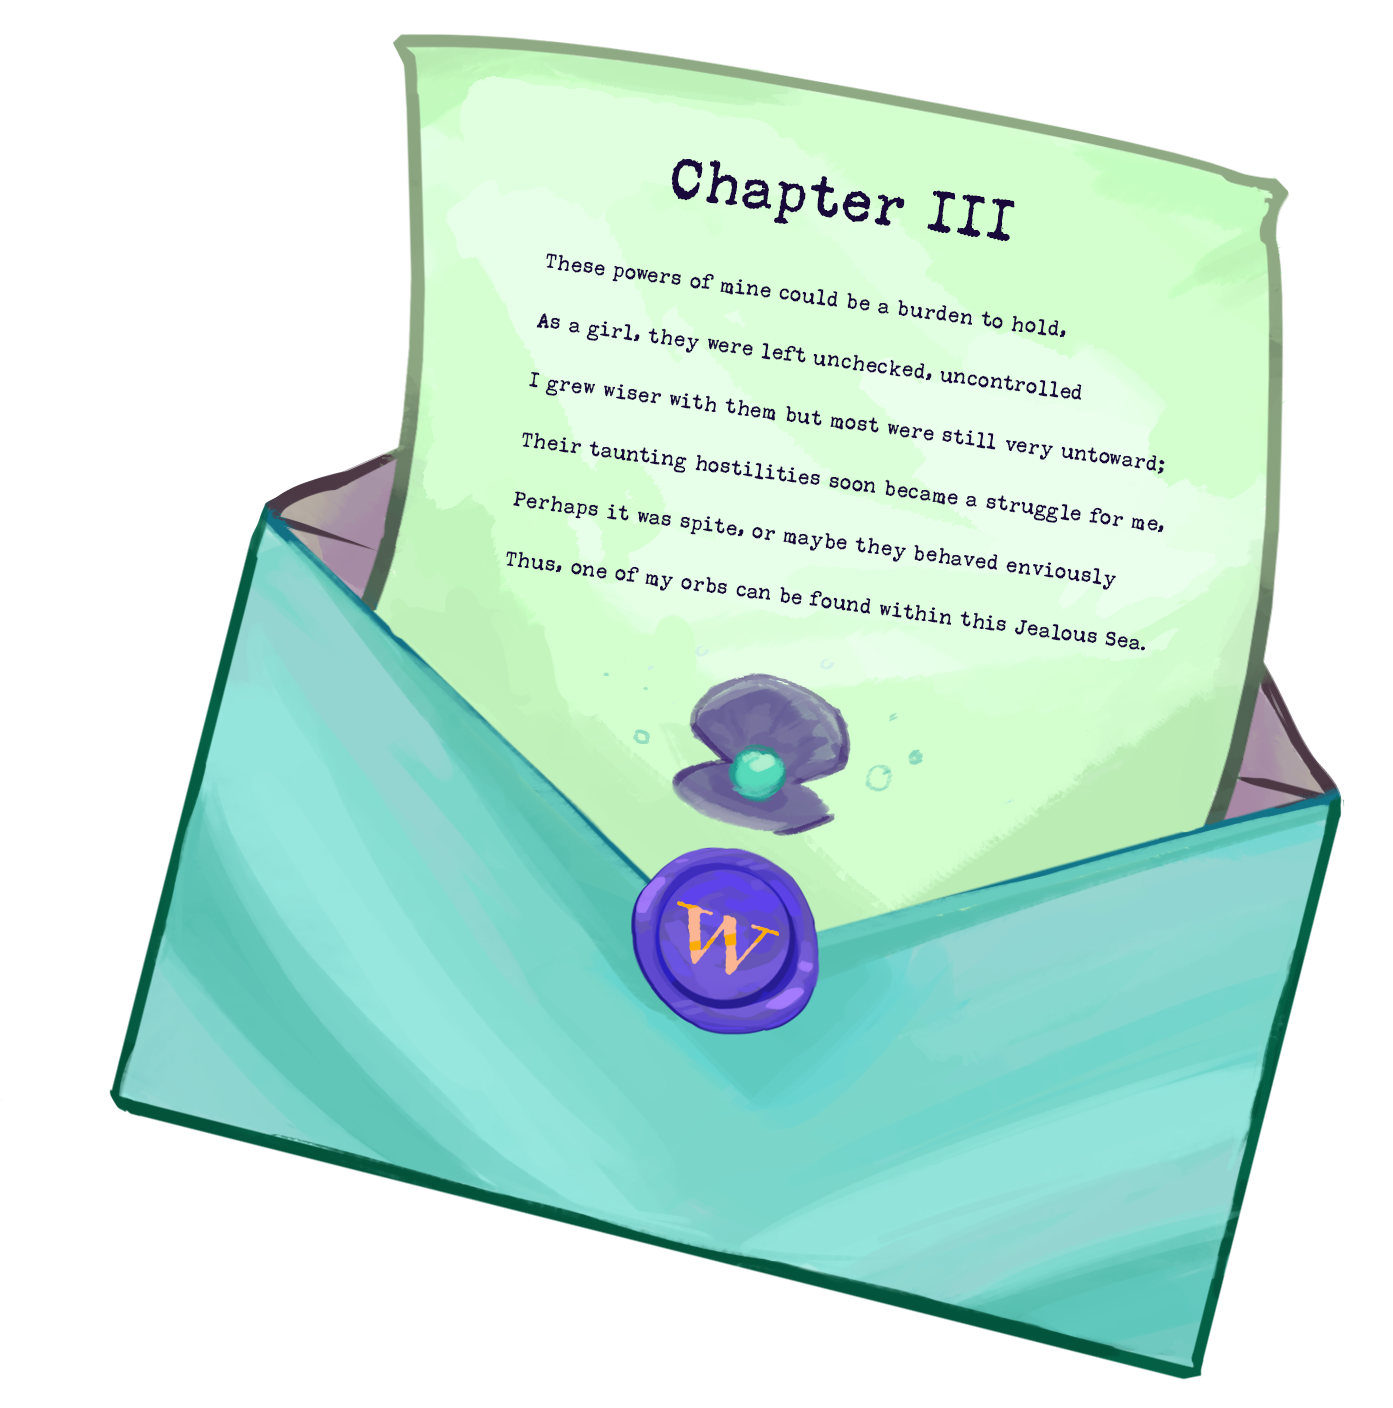 Chapter III
These powers of mine could be a burden to hold,
As a girl, they were left unchecked, uncontrolled
I grew wiser with them but most were still very untoward;
Their taunting hostilities soon became a struggle for me,
Perhaps it was spite, or maybe they behaved enviously
Thus, one of my orbs can be found within this Jealous Sea.
W